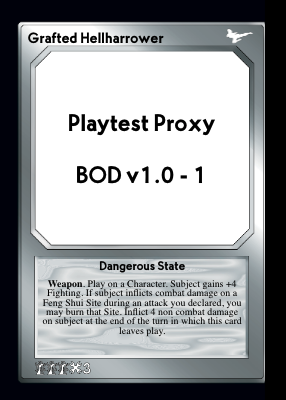 Grafted Hellharrower
Playtest Proxy
BOD v1.0 - 1
Dangerous State
Weapon. Play on a Character. Subject gains +4
Fighting. If subject inflicts combat damage on a
Feng Shui Site during an attack you declared, you
may burn that Site. Inflict 4 non combat damage
on subject at the end of the turn in which this card
leaves play.
3